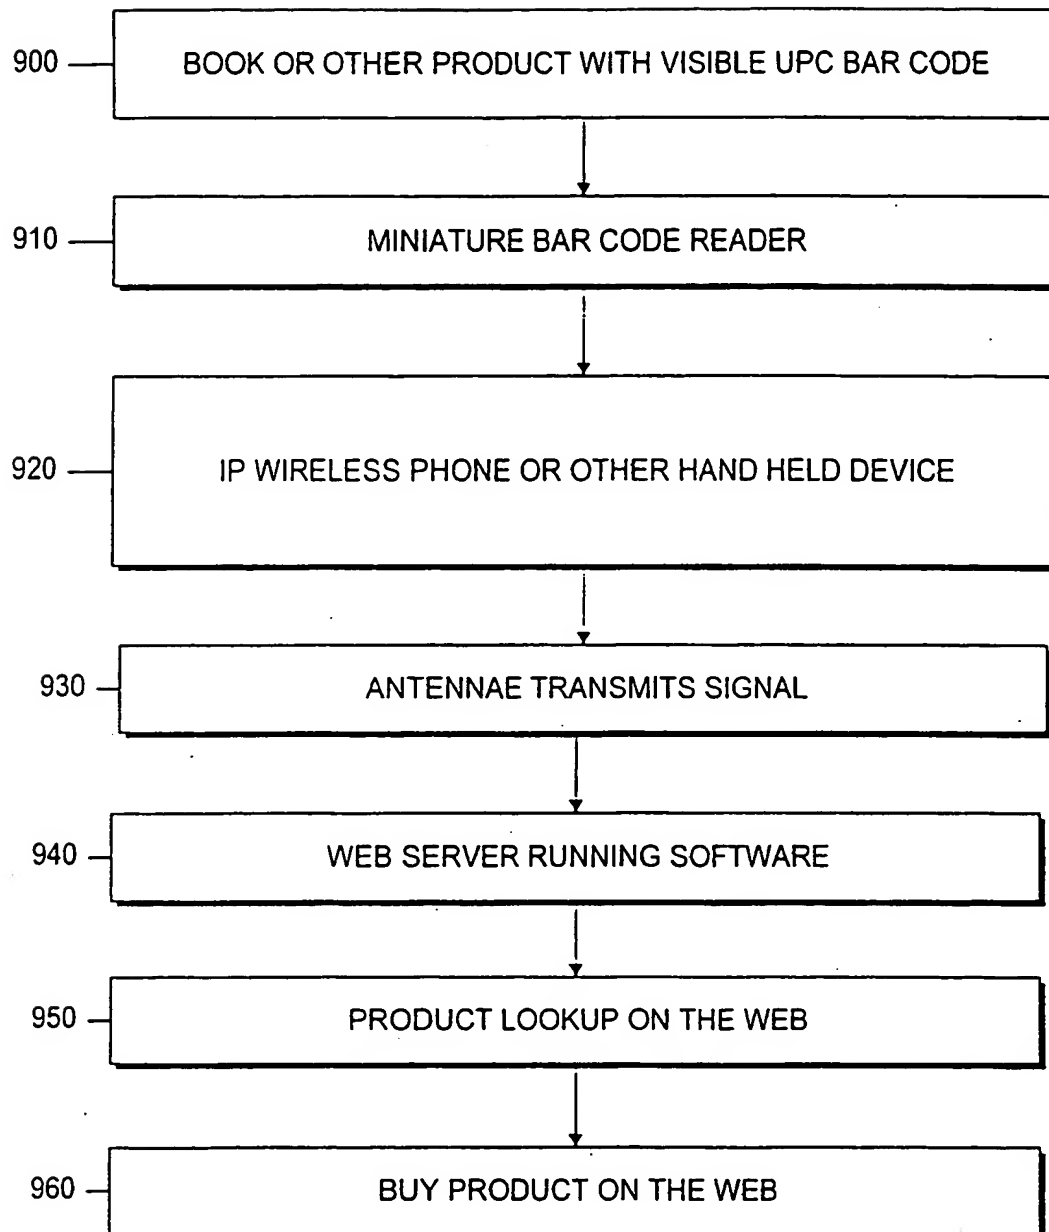 900 BOOK OR OTHER PRODUCT WITH VISIBLE UPC BAR CODE
910 MINIATURE BAR CODE READER
920 IP WIRELESS PHONE OR OTHER HAND HELD DEVICE
930 ANTENNAE TRANSMITS SIGNAL
940 WEB SERVER RUNNING SOFTWARE
950 PRODUCT LOOKUP ON THE WEB
960 BUY PRODUCT ON THE WEB